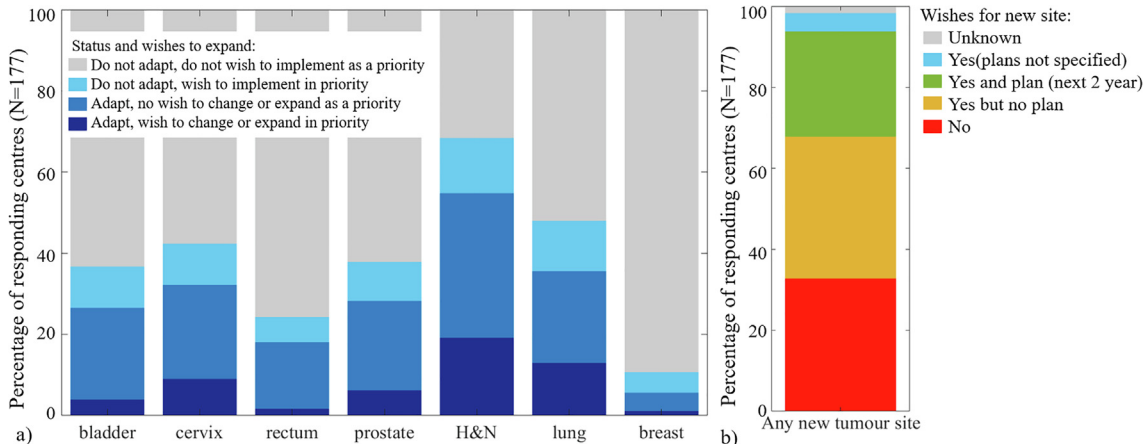 Percentage of responding centres (N=177)
100
80
60
40
20
0
Status and wishes to expand:
Do not adapt, do not wish to implement as a priority
Do not adapt, wish to implement in priority
Adapt, no wish to change or expand as a priority
Adapt, wish to change or expand in priority
a)
bladder cervix rectum prostate H&N lung breast
Percentage of responding centres (N=177)
100
80
60
40
20
0
b)
Any new tumour site
Wishes for new site:
Unknown
Yes(plans not specified)
Yes and plan (next 2 year)
Yes but no plan
No